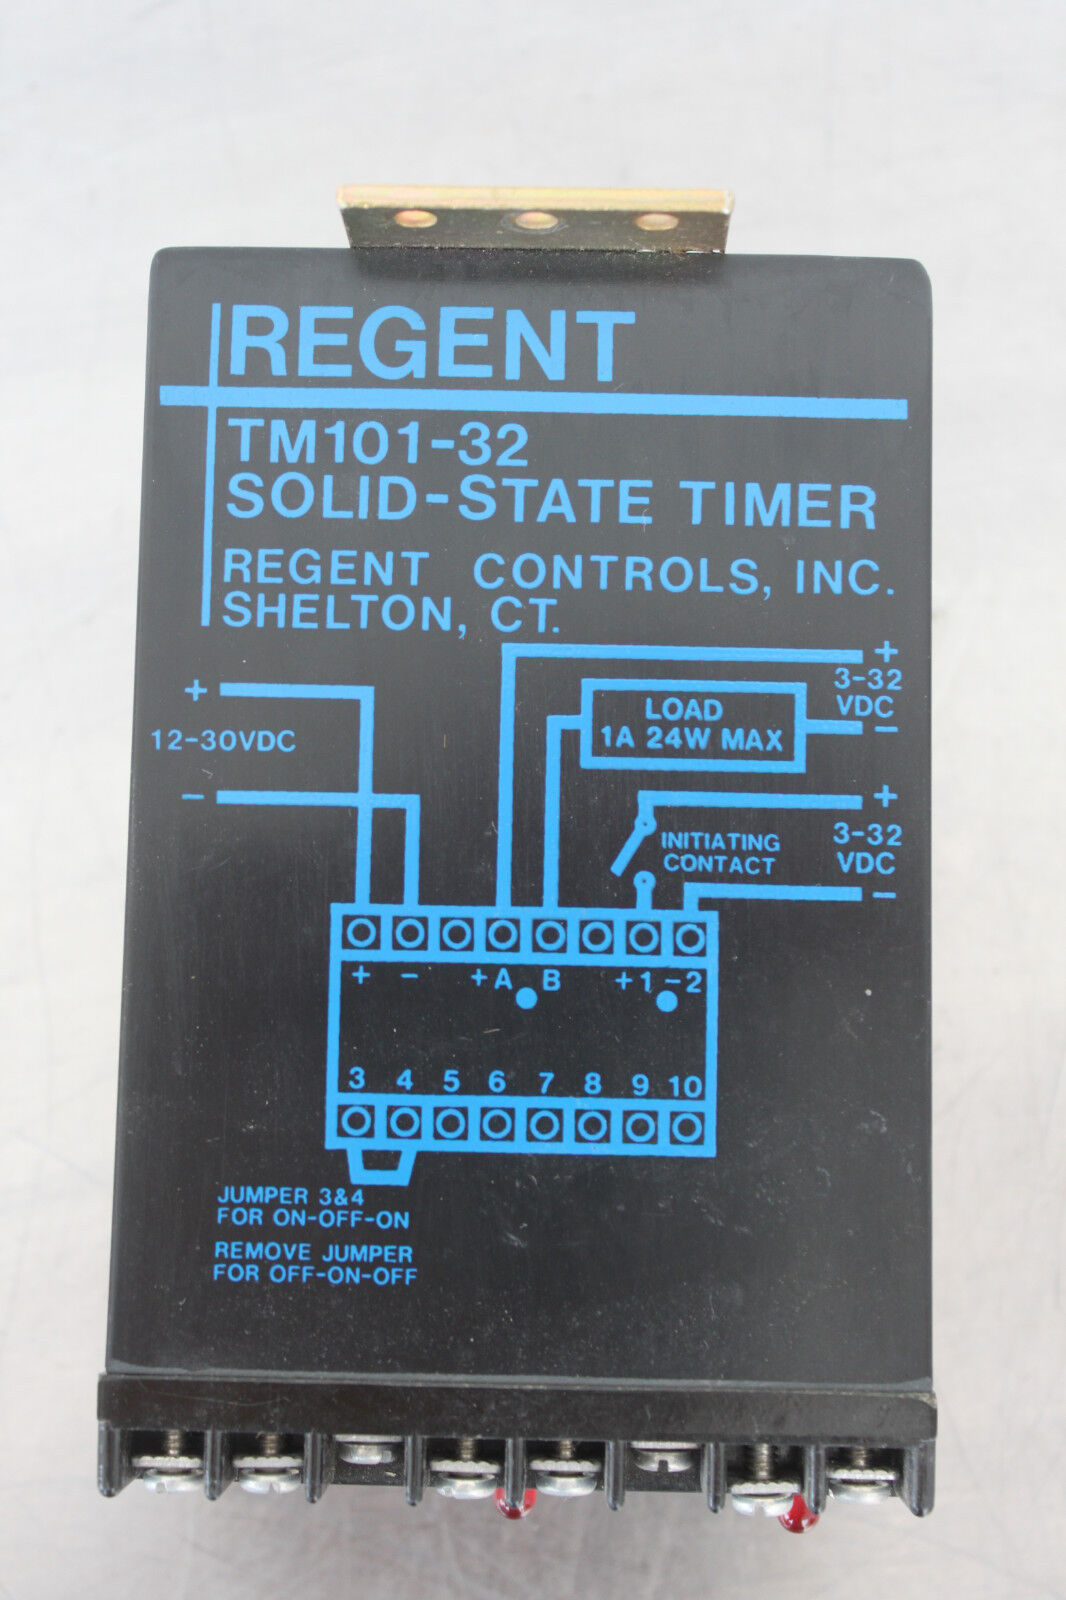 REGENT
TM101-32
SOLID-STATE TIMER
REGENT CONTROLS, INC.
SHELTON, CT.
+
3-32
VDC
-
+
12-30VDC
-
LOAD
1A 24W MAX
+
3-32
VDC
-
INITIATING
CONTACT
+ - +A B +1 -2
3 4 5 6 7 8 9 10
JUMPER 3&4
FOR ON-OFF-ON
REMOVE JUMPER
FOR OFF-ON-OFF